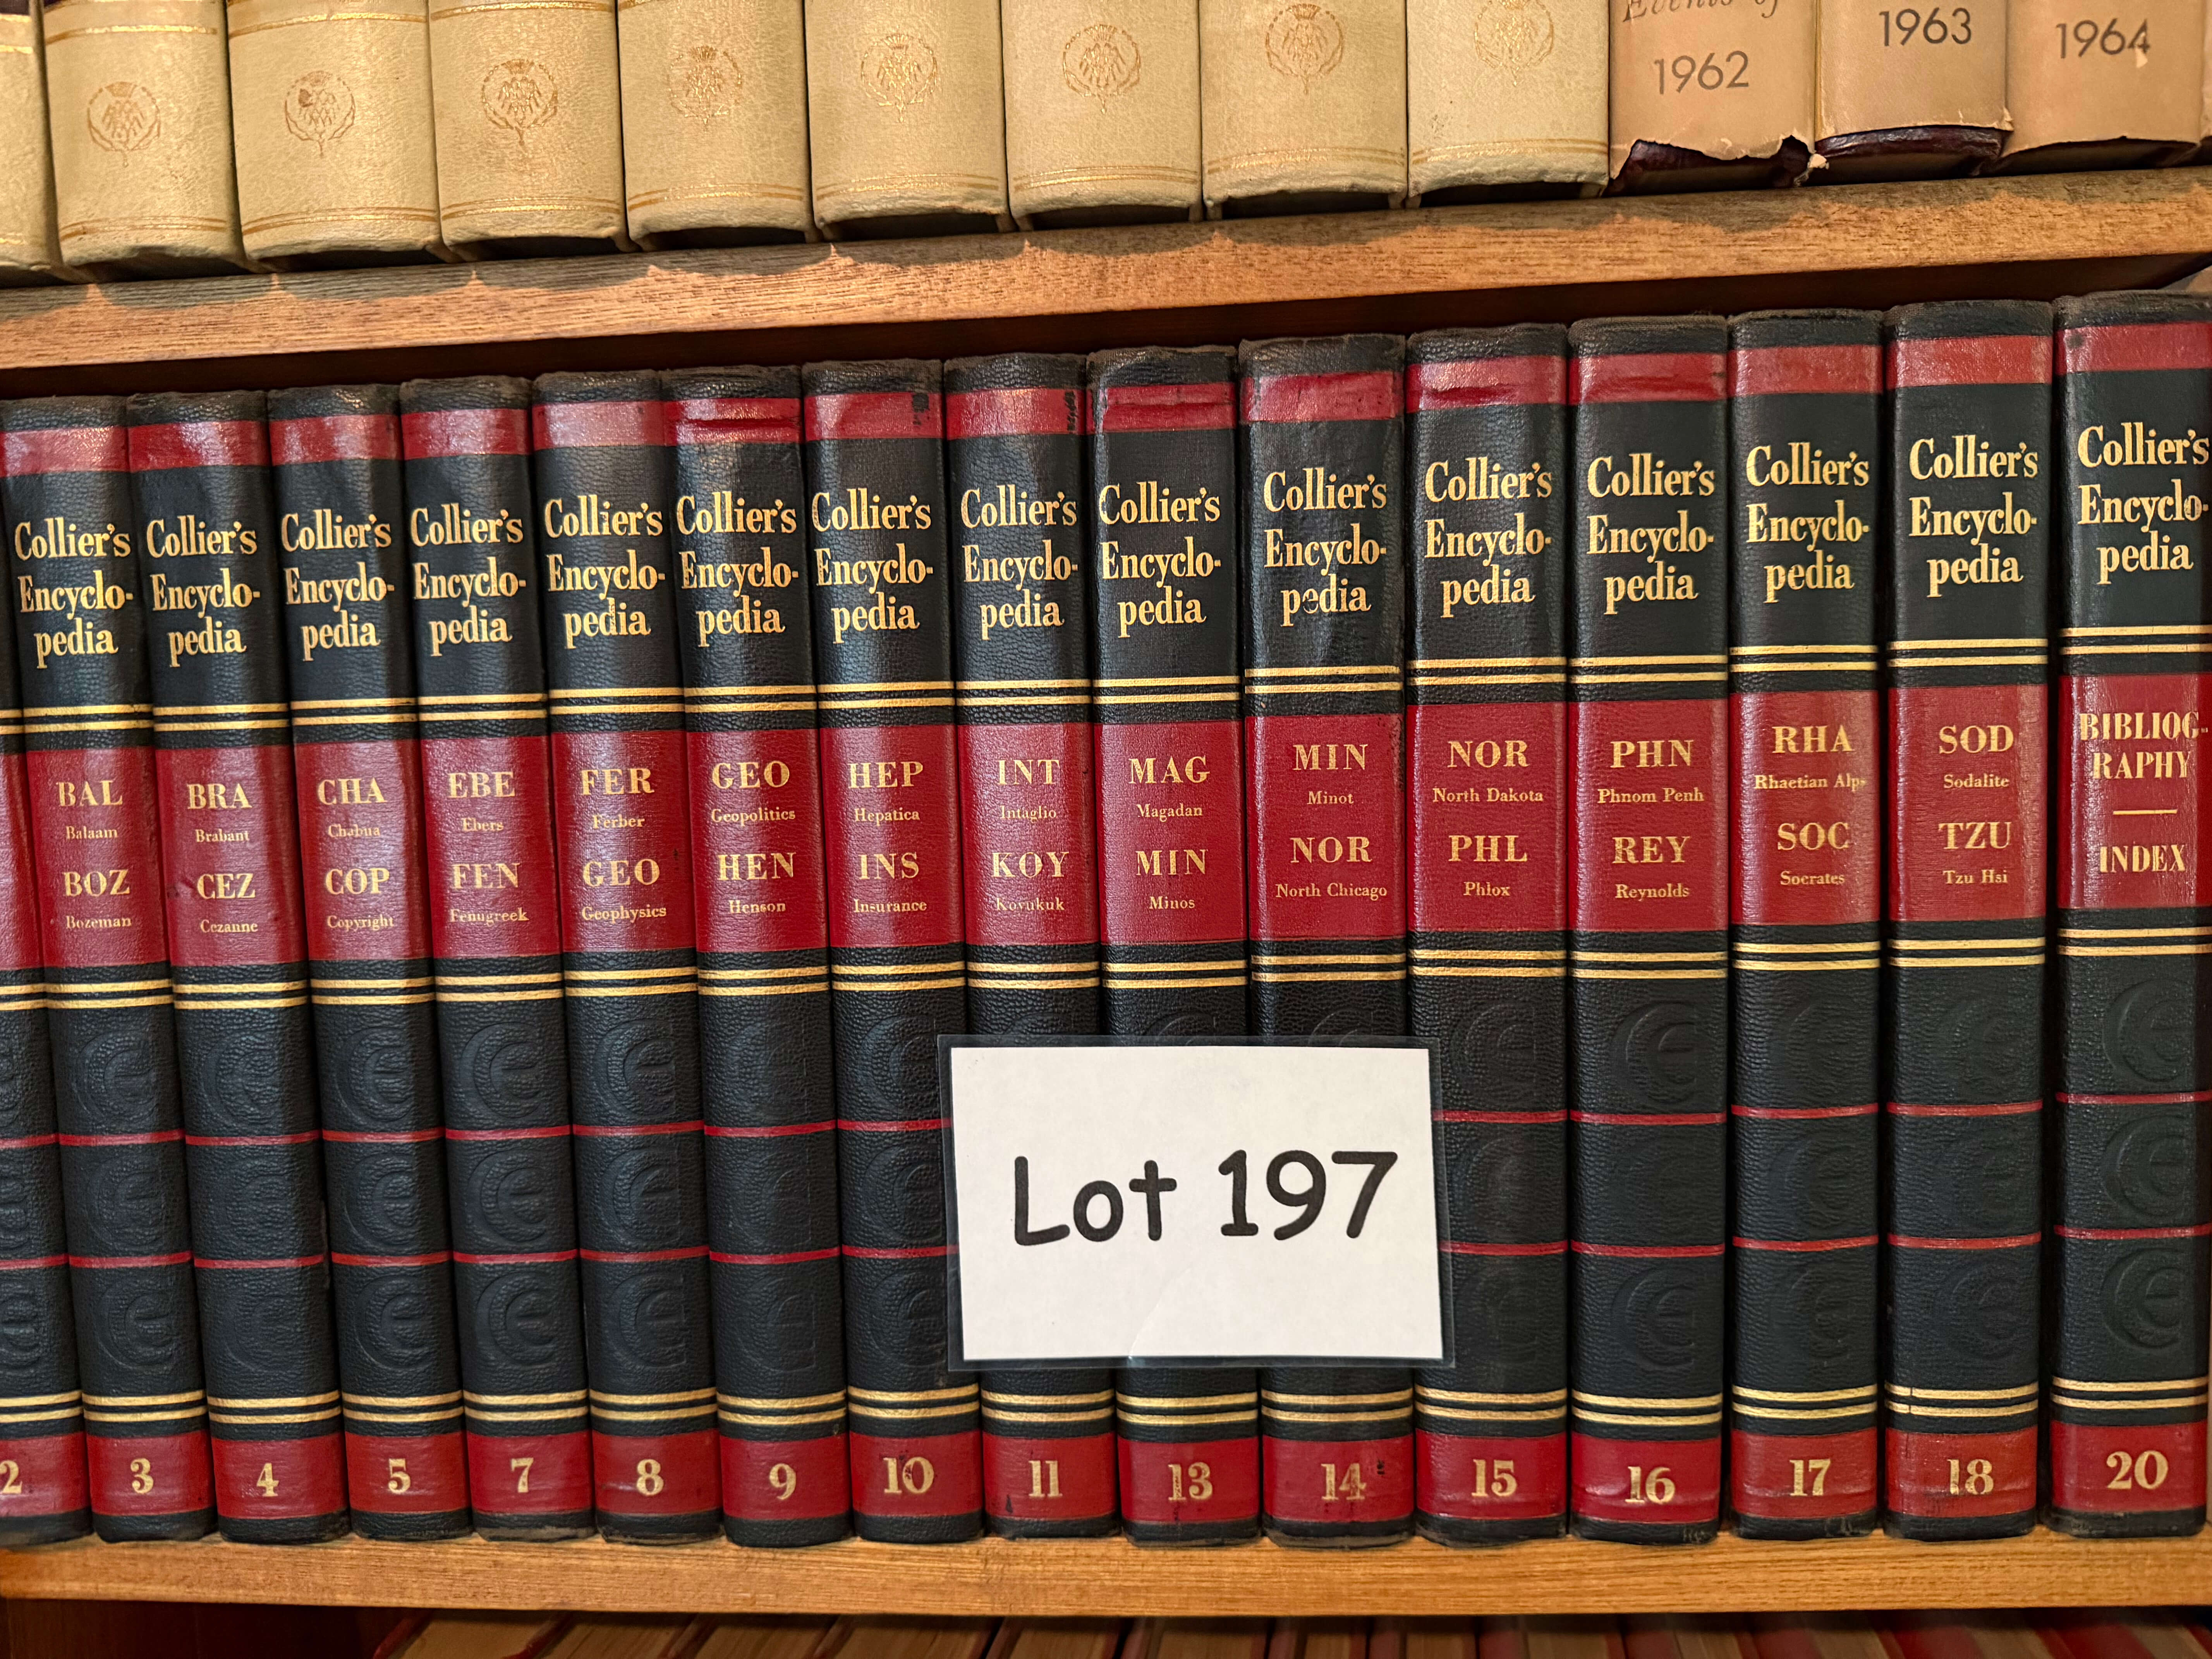 Events of
1962
1963
1964
Collier's
Encyclo-
pedia
BAL
Balaam
BOZ
Bozeman
3
Collier's
Encyclo-
pedia
BRA
Brabant
CEZ
Cezanne
4
Collier's
Encyclo-
pedia
CHA
Chabua
COP
Copyright
5
Collier's
Encyclo-
pedia
EBE
Ebers
FEN
Fenugreek
7
Collier's
Encyclo-
pedia
FER
Ferber
GEO
Geophysics
8
Collier's
Encyclo-
pedia
GEO
Geopolitics
HEN
Henson
9
Collier's
Encyclo-
pedia
HEP
Hepatica
INS
Insurance
10
Collier's
Encyclo-
pedia
INT
Intaglio
KOY
Koyukuk
11
Collier's
Encyclo-
pedia
MAG
Magadan
MIN
Minos
13
Collier's
Encyclo-
pedia
MIN
Minot
NOR
North Chicago
14
Collier's
Encyclo-
pedia
NOR
North Dakota
PHL
Phlox
15
Collier's
Encyclo-
pedia
PHN
Phnom Penh
REY
Reynolds
16
Collier's
Encyclo-
pedia
RHA
Rhaetian Alps
SOC
Socrates
17
Collier's
Encyclo-
pedia
SOD
Sodalite
TZU
Tzu Hsi
18
Collier's
Encyclo-
pedia
BIBLIOG-
RAPHY
INDEX
20
2
Lot 197